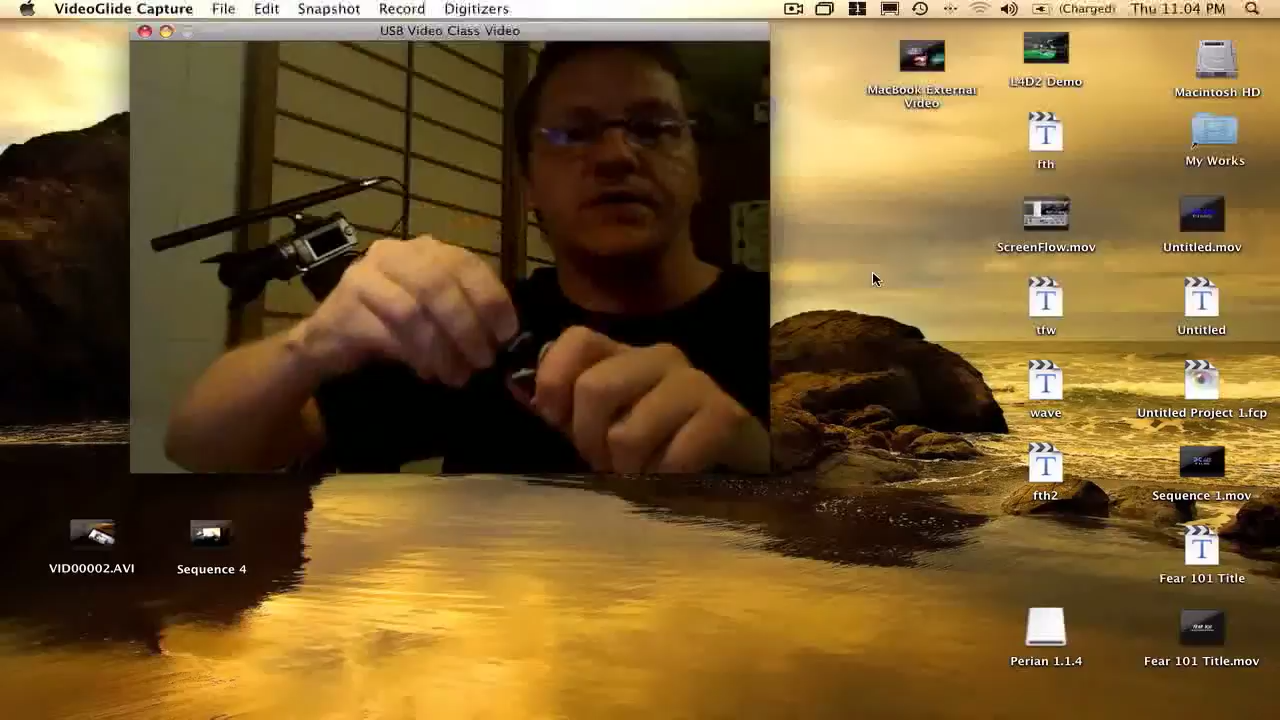 VideoGlide Capture File Edit Snapshot Record Digitizers (Charged) Thu 11:04 PM
USB Video Class Video
MacBook External
Video
L4D2 Demo
Macintosh HD
fth
My Works
ScreenFlow.mov
Untitled.mov
tfw
Untitled
wave
Untitled Project 1.fcp
fth2
Sequence 1.mov
VID00002.AVI
Sequence 4
Fear 101 Title
Perian 1.1.4
Fear 101 Title.mov